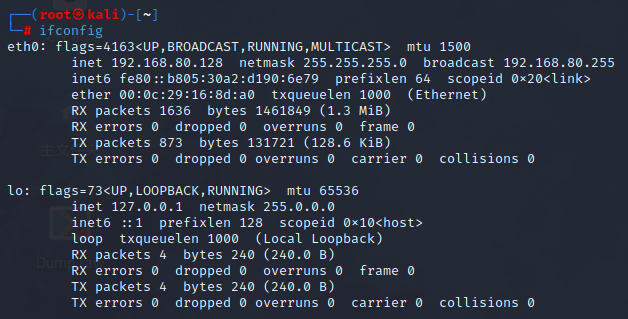 ┌──(root㉿kali)-[~]
└─# ifconfig
eth0: flags=4163<UP,BROADCAST,RUNNING,MULTICAST>  mtu 1500
        inet 192.168.80.128  netmask 255.255.255.0  broadcast 192.168.80.255
        inet6 fe80::b805:30a2:d190:6e79  prefixlen 64  scopeid 0×20<link>
        ether 00:0c:29:16:8d:a0  txqueuelen 1000  (Ethernet)
        RX packets 1636  bytes 1461849 (1.3 MiB)
        RX errors 0  dropped 0  overruns 0  frame 0
        TX packets 873  bytes 131721 (128.6 KiB)
        TX errors 0  dropped 0 overruns 0  carrier 0  collisions 0

lo: flags=73<UP,LOOPBACK,RUNNING>  mtu 65536
        inet 127.0.0.1  netmask 255.0.0.0
        inet6 ::1  prefixlen 128  scopeid 0×10<host>
        loop  txqueuelen 1000  (Local Loopback)
        RX packets 4  bytes 240 (240.0 B)
        RX errors 0  dropped 0  overruns 0  frame 0
        TX packets 4  bytes 240 (240.0 B)
        TX errors 0  dropped 0 overruns 0  carrier 0  collisions 0